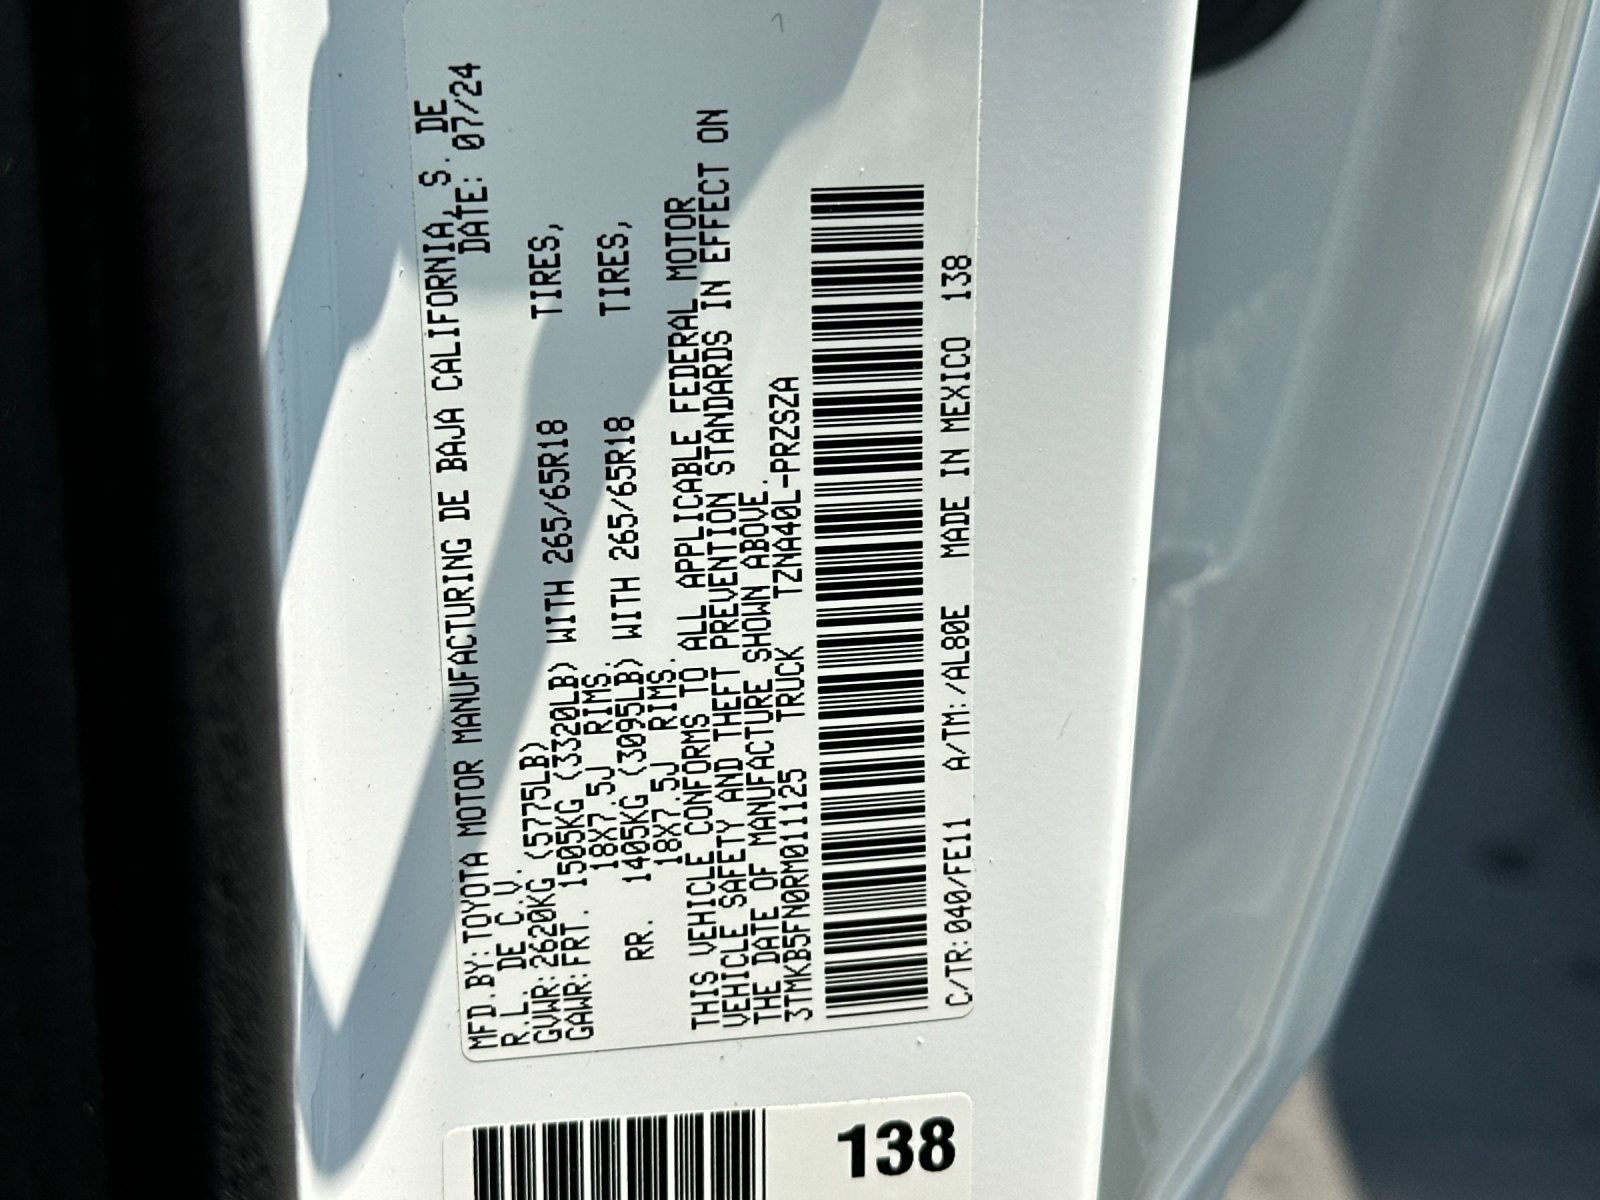 MFD.BY:TOYOTA MOTOR MANUFACTURING DE BAJA CALIFORNIA, S. DE
R.L. DE C.V. DATE: 07/24
GVWR:2620KG (5775LB)
GAWR:FRT. 1505KG (3320LB) WITH 265/65R18 TIRES,
18X7.5J RIMS.
RR. 1405KG (3095LB) WITH 265/65R18 TIRES,
18X7.5J RIMS.
THIS VEHICLE CONFORMS TO ALL APPLICABLE FEDERAL MOTOR
VEHICLE SAFETY AND THEFT PREVENTION STANDARDS IN EFFECT ON
THE DATE OF MANUFACTURE SHOWN ABOVE.
3TMKB5FN0RM011125 TRUCK TZNA40L-PRZSZA
C/TR:040/FE11 A/TM:/AL80E MADE IN MEXICO 138
138